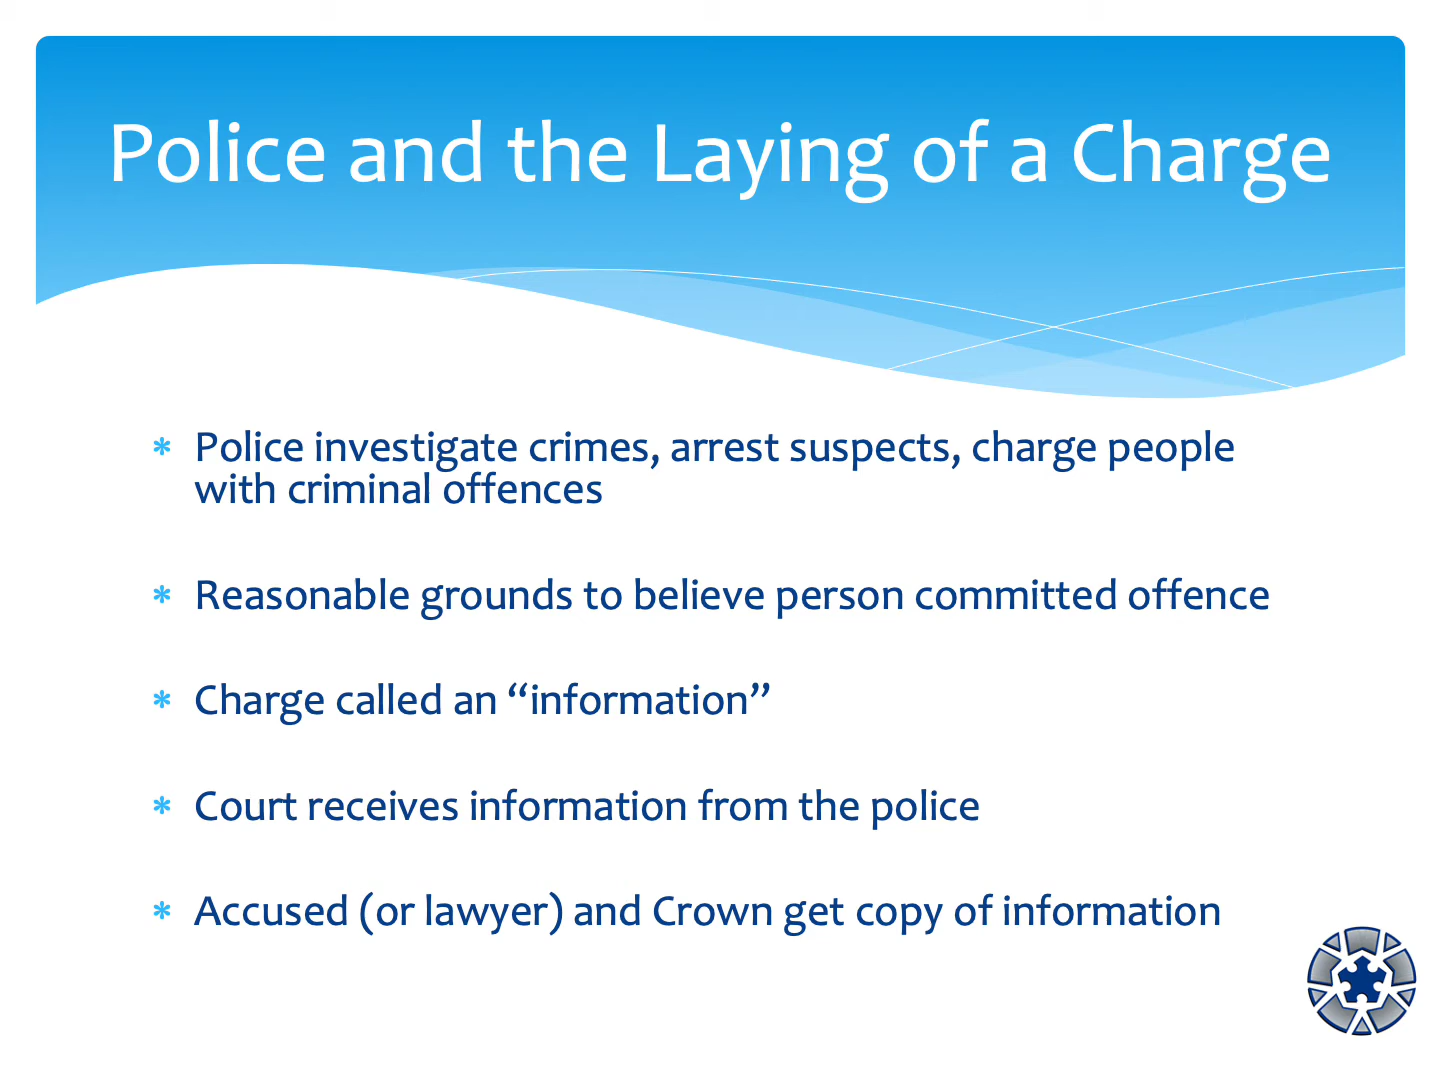 Police and the Laying of a Charge
* Police investigate crimes, arrest suspects, charge people
with criminal offences
* Reasonable grounds to believe person committed offence
* Charge called an “information”
* Court receives information from the police
* Accused (or lawyer) and Crown get copy of information